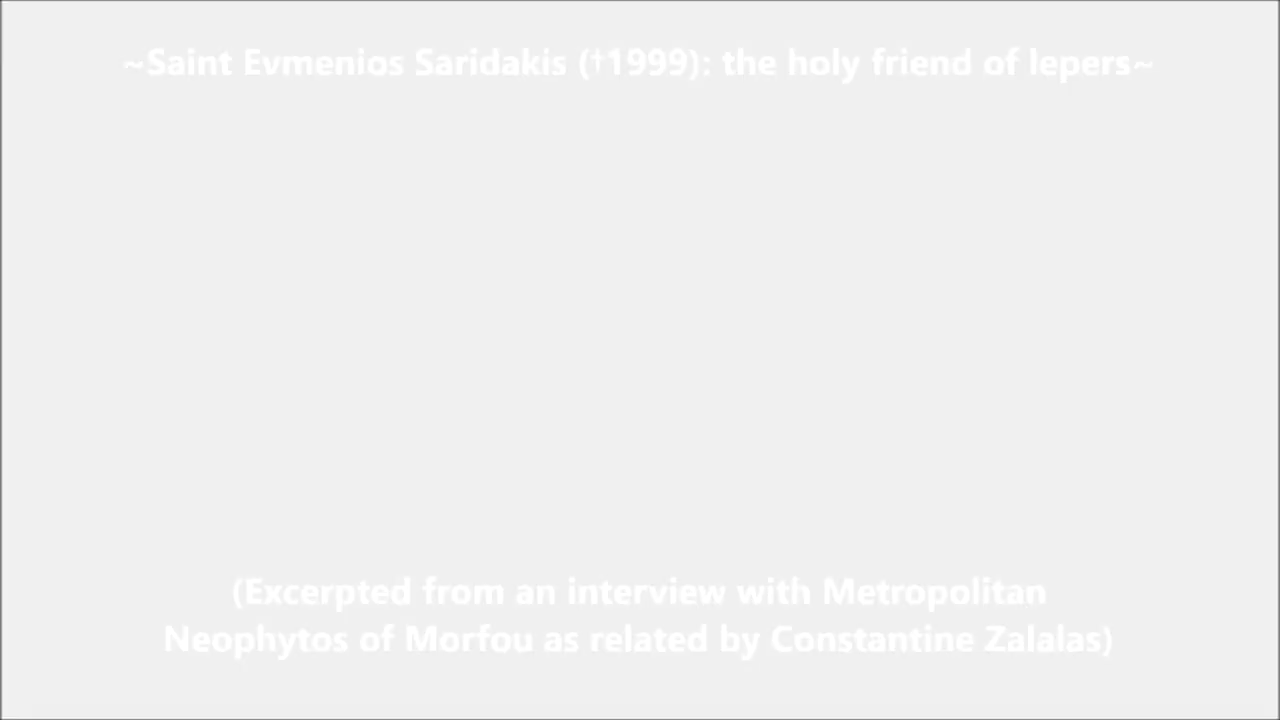 ~Saint Evmenios Saridakis (†1999): the holy friend of lepers~
(Excerpted from an interview with Metropolitan
Neophytos of Morfou as related by Constantine Zalalas)